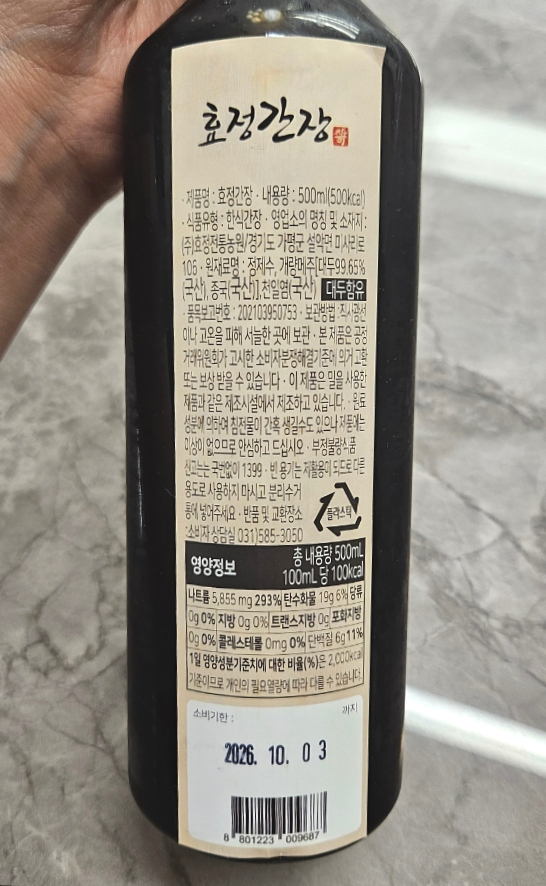 효정간장
· 제품명 : 효정간장 · 내용량 : 500ml(500kcal)
· 식품유형 : 한식간장 · 영업소의 명칭 및 소재지 :
(주)효정전통농원/경기도 가평군 설악면 미사리로
105 · 원재료명 : 정제수, 개량메주[대두99.65%
(국산), 종국(국산)],천일염(국산) 대두함유
· 품목보고번호 : 202103950753 · 보관방법 : 직사광선
이나 고온을 피해 서늘한 곳에 보관 · 본 제품은 공정
거래위원회가 고시한 소비자분쟁해결기준에 의거 교환
또는 보상 받을 수 있습니다 · 이 제품은 밀을 사용한
제품과 같은 제조시설에서 제조하고 있습니다. · 원료
성분에 의하여 침전물이 간혹 생길수도 있으나 제품에는
이상이 없으므로 안심하고 드십시오 · 부정불량식품
신고는 국번없이 1399 · 빈 용기는 재활용이 되므로 다른
용도로 사용하지 마시고 분리수거
통에 넣어주세요 · 반품 및 교환장소
:소비자 상담실 031)585-3050
플라스틱
영양정보
총 내용량 500mL
100mL 당 100kcal
나트륨 5,855 mg 293% 탄수화물 19g 6% 당류
0g 0% 지방 0g 0% 트랜스지방 0g 포화지방
0g 0% 콜레스테롤 0mg 0% 단백질 6g 11%
1일 영양성분기준치에 대한 비율(%)은 2,000kcal
기준이므로 개인의 필요 열량에 따라 다를 수 있습니다.
소비기한 : 까지
2026. 10. 03
8 801223 009687